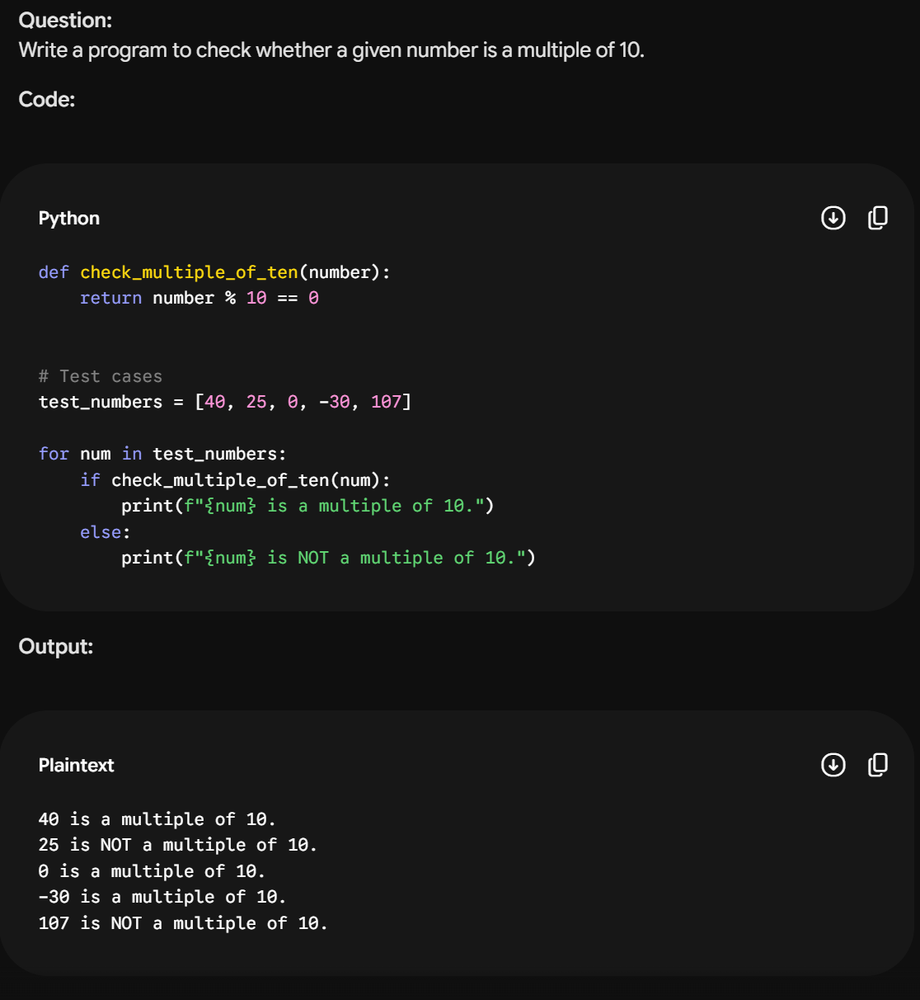 Question:
Write a program to check whether a given number is a multiple of 10.
Code:
Python
def check_multiple_of_ten(number):
    return number % 10 == 0
# Test cases
test_numbers = [40, 25, 0, -30, 107]
for num in test_numbers:
    if check_multiple_of_ten(num):
        print(f"{num} is a multiple of 10.")
    else:
        print(f"{num} is NOT a multiple of 10.")
Output:
Plaintext
40 is a multiple of 10.
25 is NOT a multiple of 10.
0 is a multiple of 10.
-30 is a multiple of 10.
107 is NOT a multiple of 10.